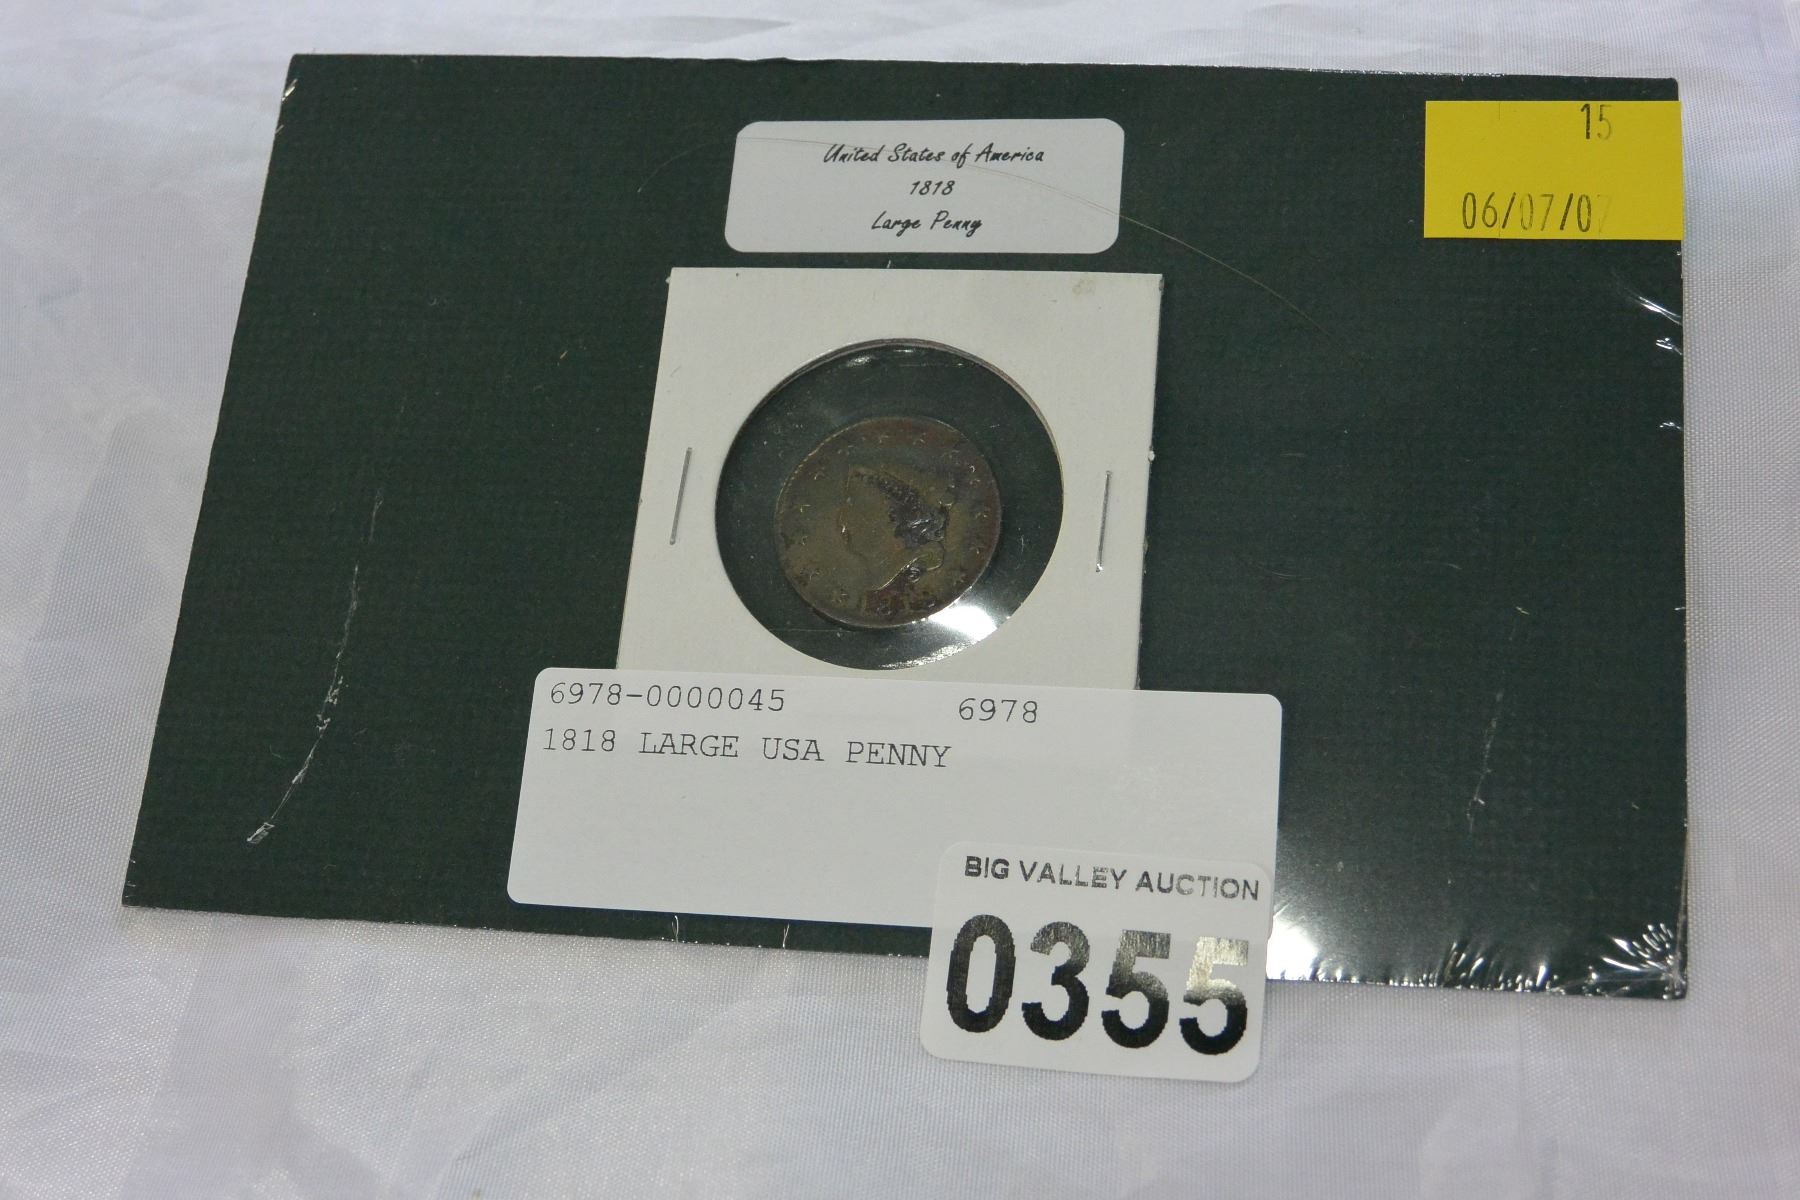 United States of America
1818
Large Penny
15
06/07/07
6978-0000045 6978
1818 LARGE USA PENNY
BIG VALLEY AUCTION
0355